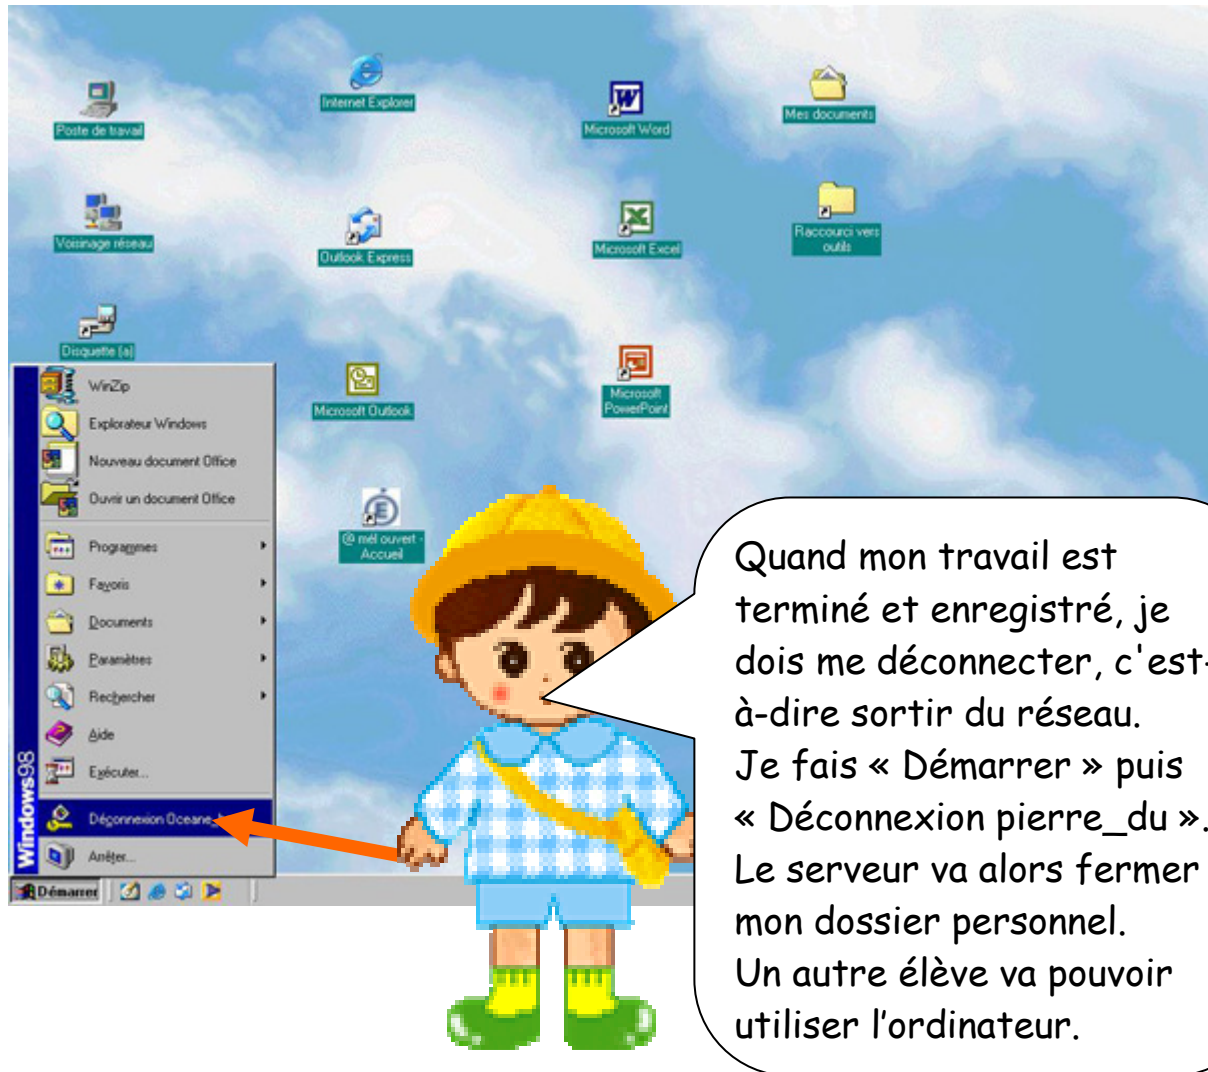 Poste de travail
Internet Explorer
Microsoft Word
Mes documents
Voisinage réseau
Outlook Express
Microsoft Excel
Raccourci vers
outils
Disquette (a)
Microsoft Outlook
Microsoft
PowerPoint
@ mél ouvert -
Accueil
WinZip
Explorateur Windows
Nouveau document Office
Ouvrir un document Office
Programmes
Favoris
Documents
Paramètres
Rechercher
Aide
Exécuter...
Déconnexion Oceane_
Arrêter...
Windows98
Démarrer
Quand mon travail est
terminé et enregistré, je
dois me déconnecter, c'est-
à-dire sortir du réseau.
Je fais « Démarrer » puis
« Déconnexion pierre_du ».
Le serveur va alors fermer
mon dossier personnel.
Un autre élève va pouvoir
utiliser l’ordinateur.